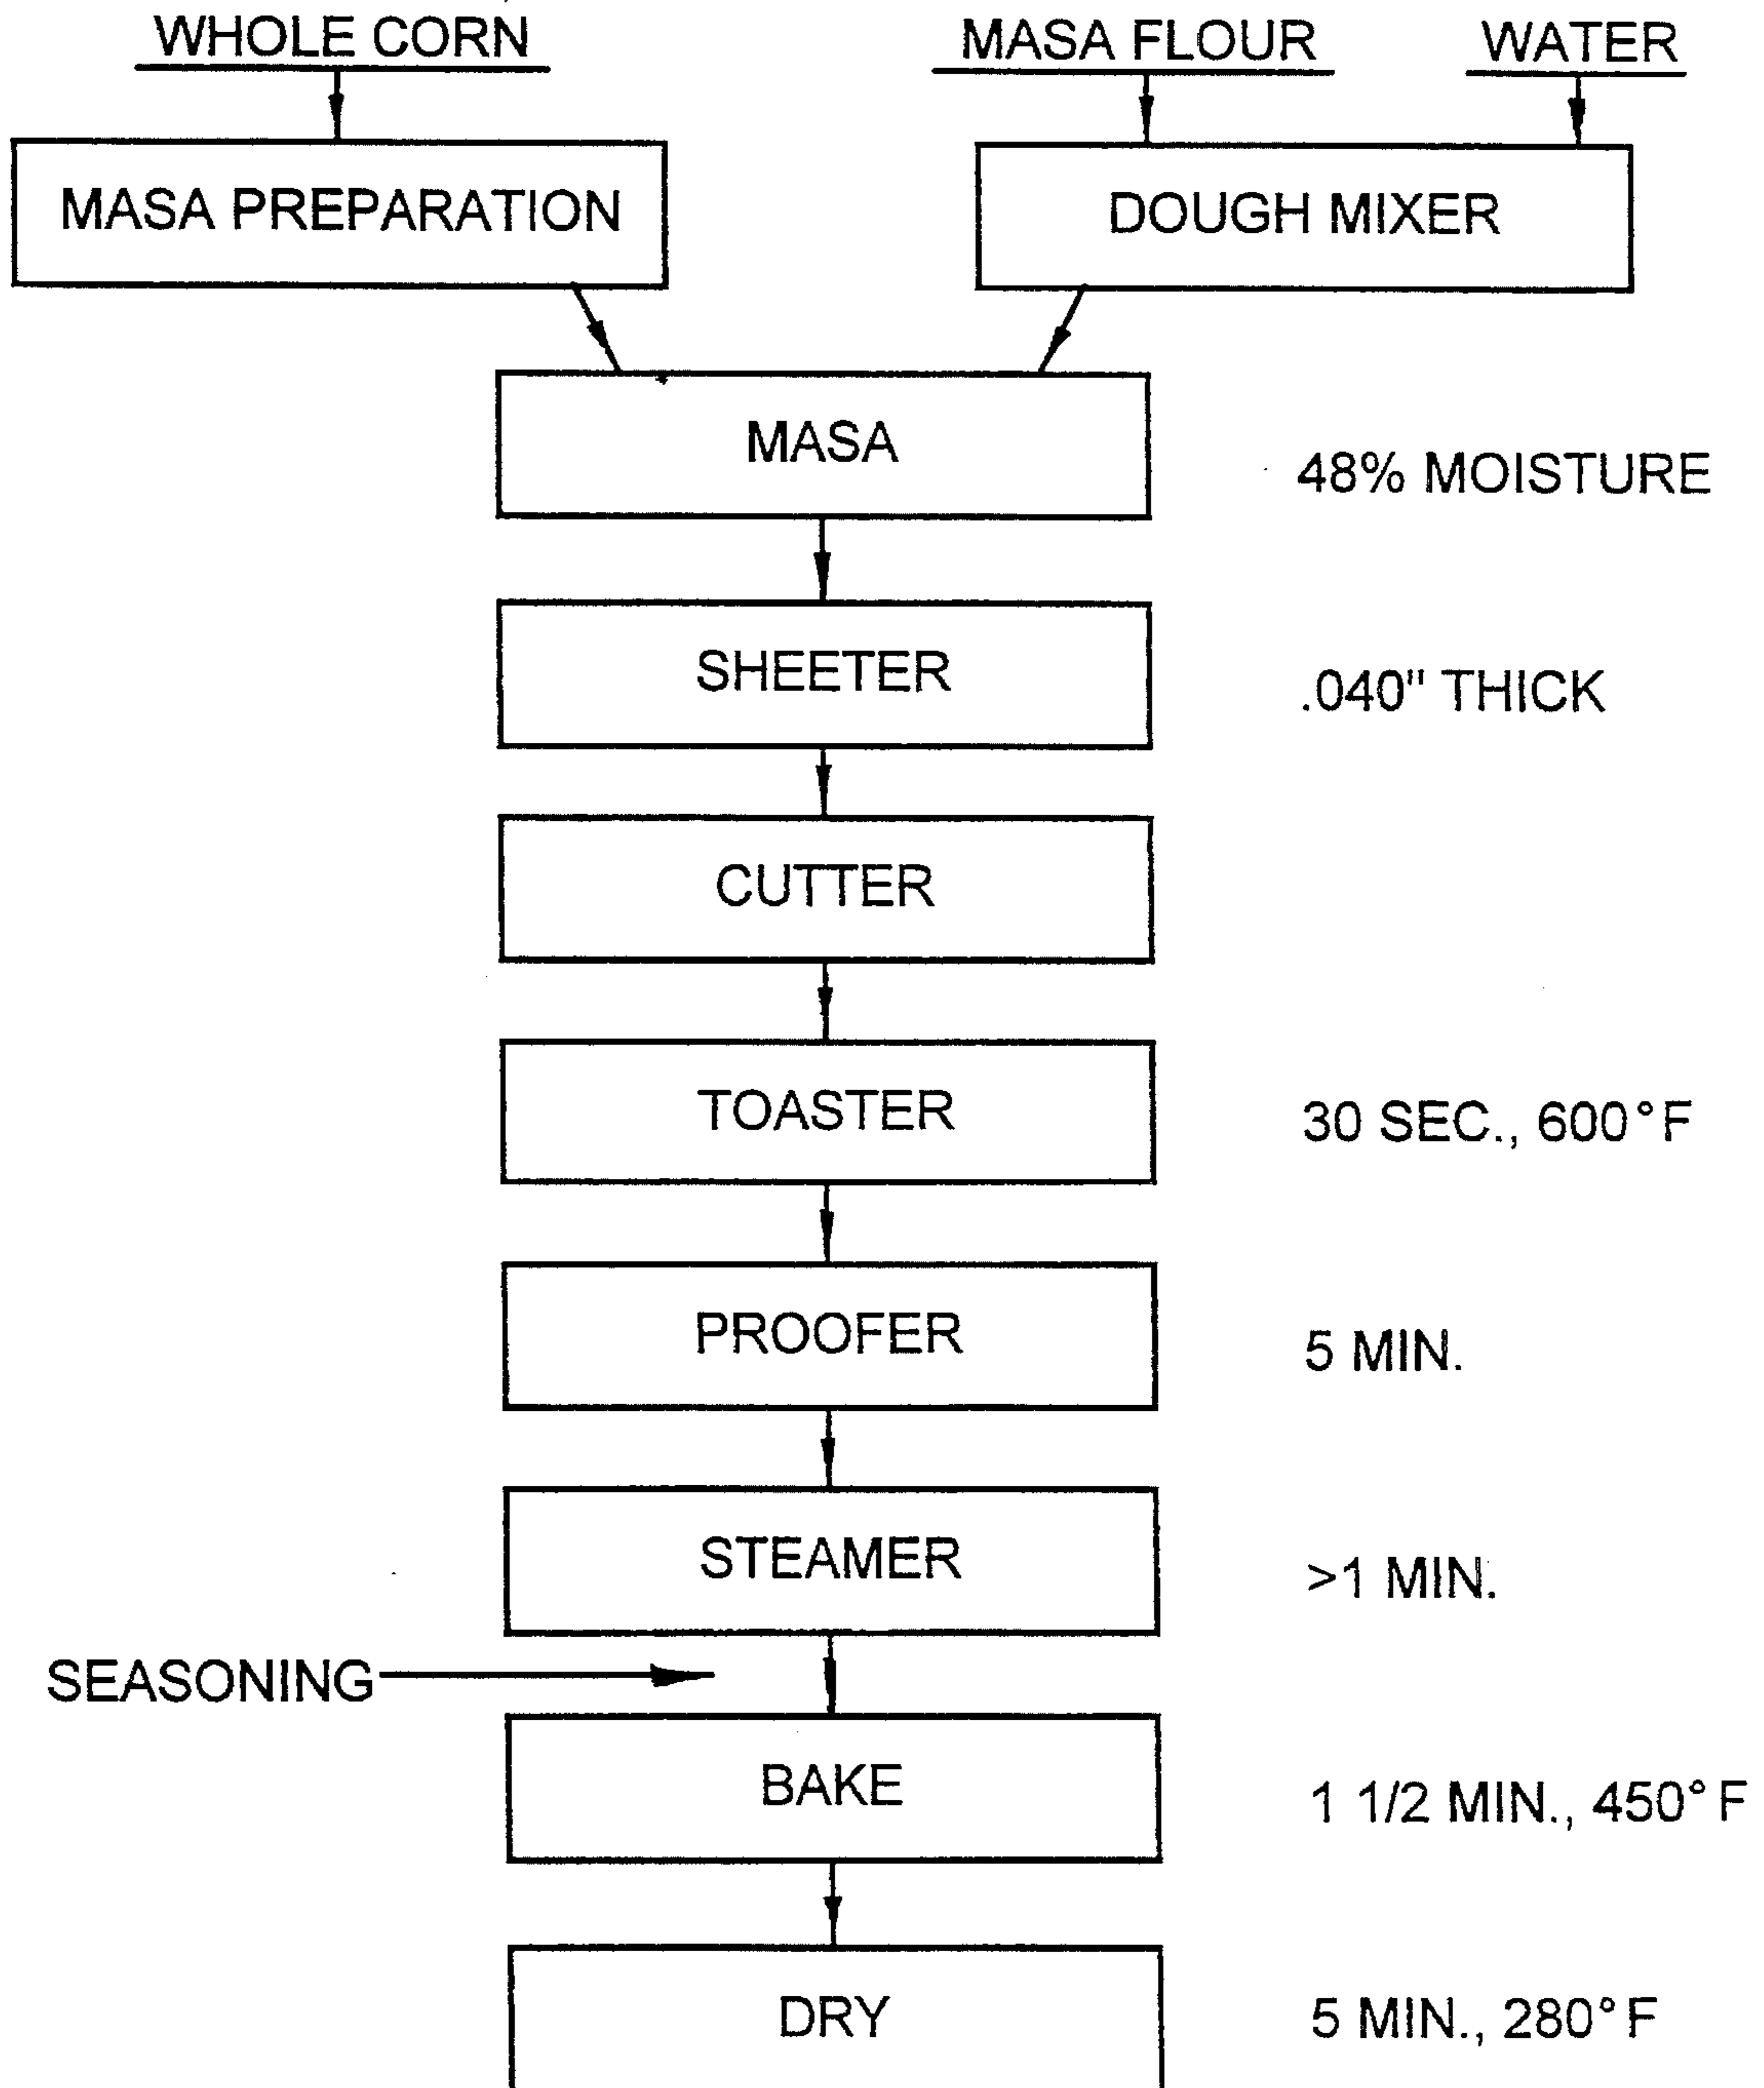 WHOLE CORN
MASA FLOUR
WATER
MASA PREPARATION
DOUGH MIXER
MASA
48% MOISTURE
SHEETER
.040" THICK
CUTTER
TOASTER
30 SEC., 600°F
PROOFER
5 MIN.
STEAMER
>1 MIN.
SEASONING
BAKE
1 1/2 MIN., 450°F
DRY
5 MIN., 280°F